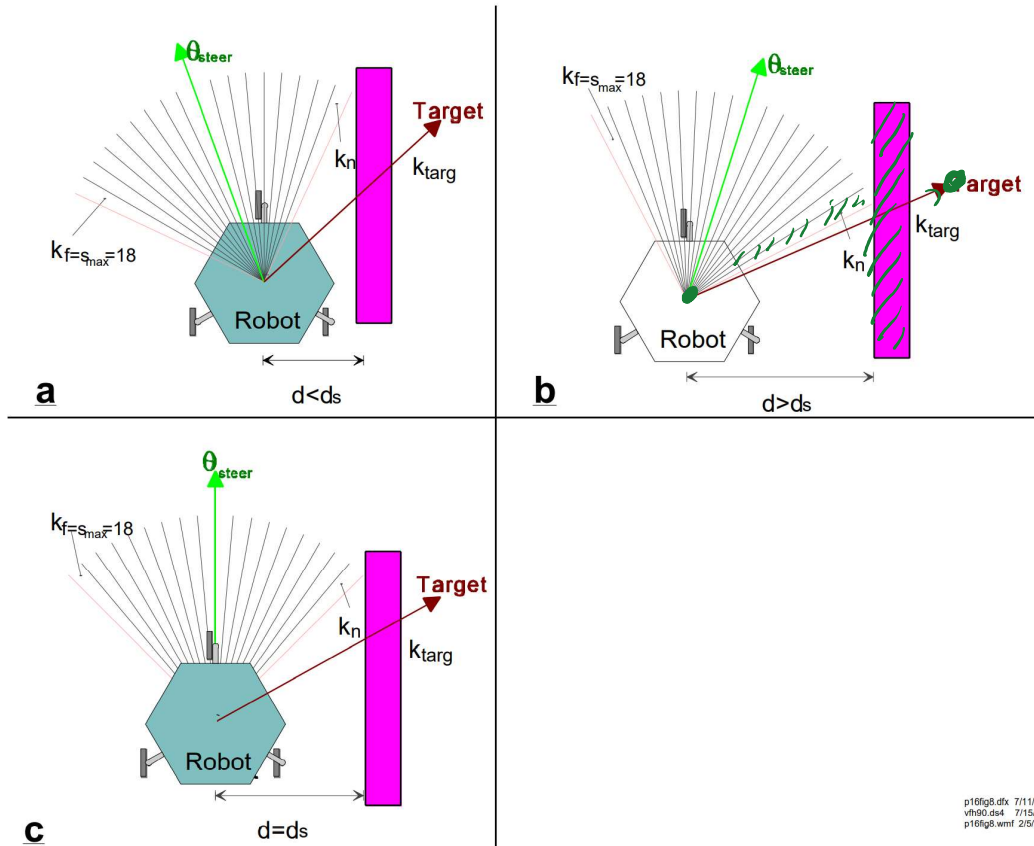 θsteer
Target
kn
ktarg
kf=smax=18
Robot
a
d<ds
θsteer
kf=smax=18
arget
ktarg
kn
Robot
b
d>ds
θsteer
kf=smax=18
Target
kn
ktarg
Robot
c
d=ds
p16fig8.dfx 7/11/
vfh90.ds4 7/15/
p16fig8.wmf 2/5/